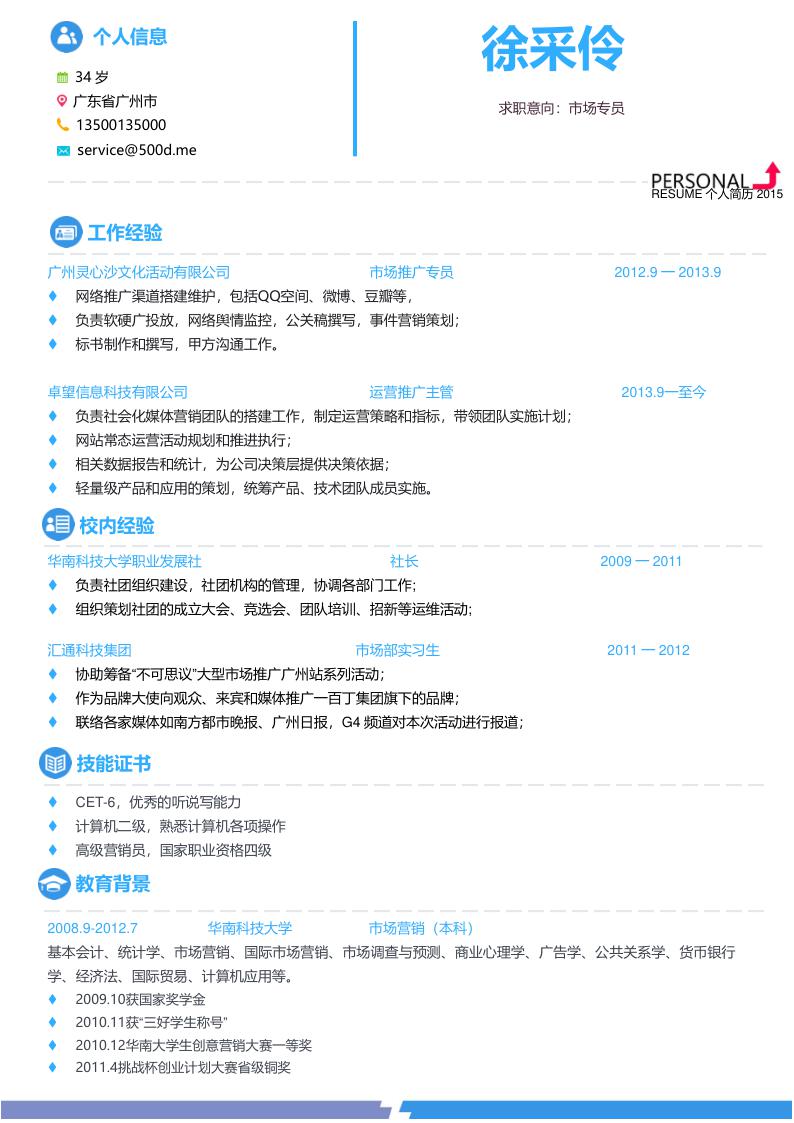 个人信息
34 岁
广东省广州市
13500135000
service@500d.me
徐采伶
求职意向：市场专员
PERSONAL
RESUME 个人简历 2015
工作经验
广州灵心沙文化活动有限公司 市场推广专员 2012.9 一 2013.9
网络推广渠道搭建维护，包括QQ空间、微博、豆瓣等，
负责软硬广投放，网络舆情监控，公关稿撰写，事件营销策划；
标书制作和撰写，甲方沟通工作。
卓望信息科技有限公司 运营推广主管 2013.9一至今
负责社会化媒体营销团队的搭建工作，制定运营策略和指标，带领团队实施计划；
网站常态运营活动规划和推进执行；
相关数据报告和统计，为公司决策层提供决策依据；
轻量级产品和应用的策划，统筹产品、技术团队成员实施。
校内经验
华南科技大学职业发展社 社长 2009 一 2011
负责社团组织建设，社团机构的管理，协调各部门工作；
组织策划社团的成立大会、竞选会、团队培训、招新等运维活动；
汇通科技集团 市场部实习生 2011 一 2012
协助筹备“不可思议”大型市场推广广州站系列活动；
作为品牌大使向观众、来宾和媒体推广一百丁集团旗下的品牌；
联络各家媒体如南方都市晚报、广州日报，G4 频道对本次活动进行报道；
技能证书
CET-6，优秀的听说写能力
计算机二级，熟悉计算机各项操作
高级营销员，国家职业资格四级
教育背景
2008.9-2012.7 华南科技大学 市场营销（本科）
基本会计、统计学、市场营销、国际市场营销、市场调查与预测、商业心理学、广告学、公共关系学、货币银行
学、经济法、国际贸易、计算机应用等。
2009.10获国家奖学金
2010.11获“三好学生称号”
2010.12华南大学生创意营销大赛一等奖
2011.4挑战杯创业计划大赛省级铜奖